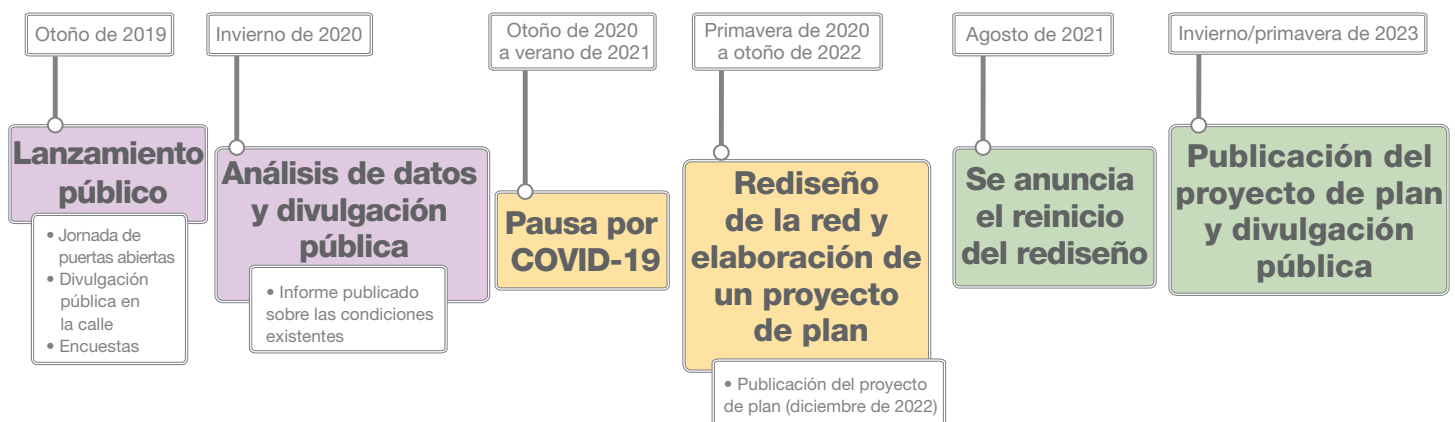 Otoño de 2019
Lanzamiento
público
• Jornada de
puertas abiertas
• Divulgación
pública en
la calle
• Encuestas
Invierno de 2020
Análisis de datos
y divulgación
pública
• Informe publicado
sobre las condiciones
existentes
Otoño de 2020
a verano de 2021
Pausa por
COVID-19
Primavera de 2020
a otoño de 2022
Rediseño
de la red y
elaboración de
un proyecto
de plan
• Publicación del proyecto
de plan (diciembre de 2022)
Agosto de 2021
Se anuncia
el reinicio
del rediseño
Invierno/primavera de 2023
Publicación del
proyecto de plan
y divulgación
pública